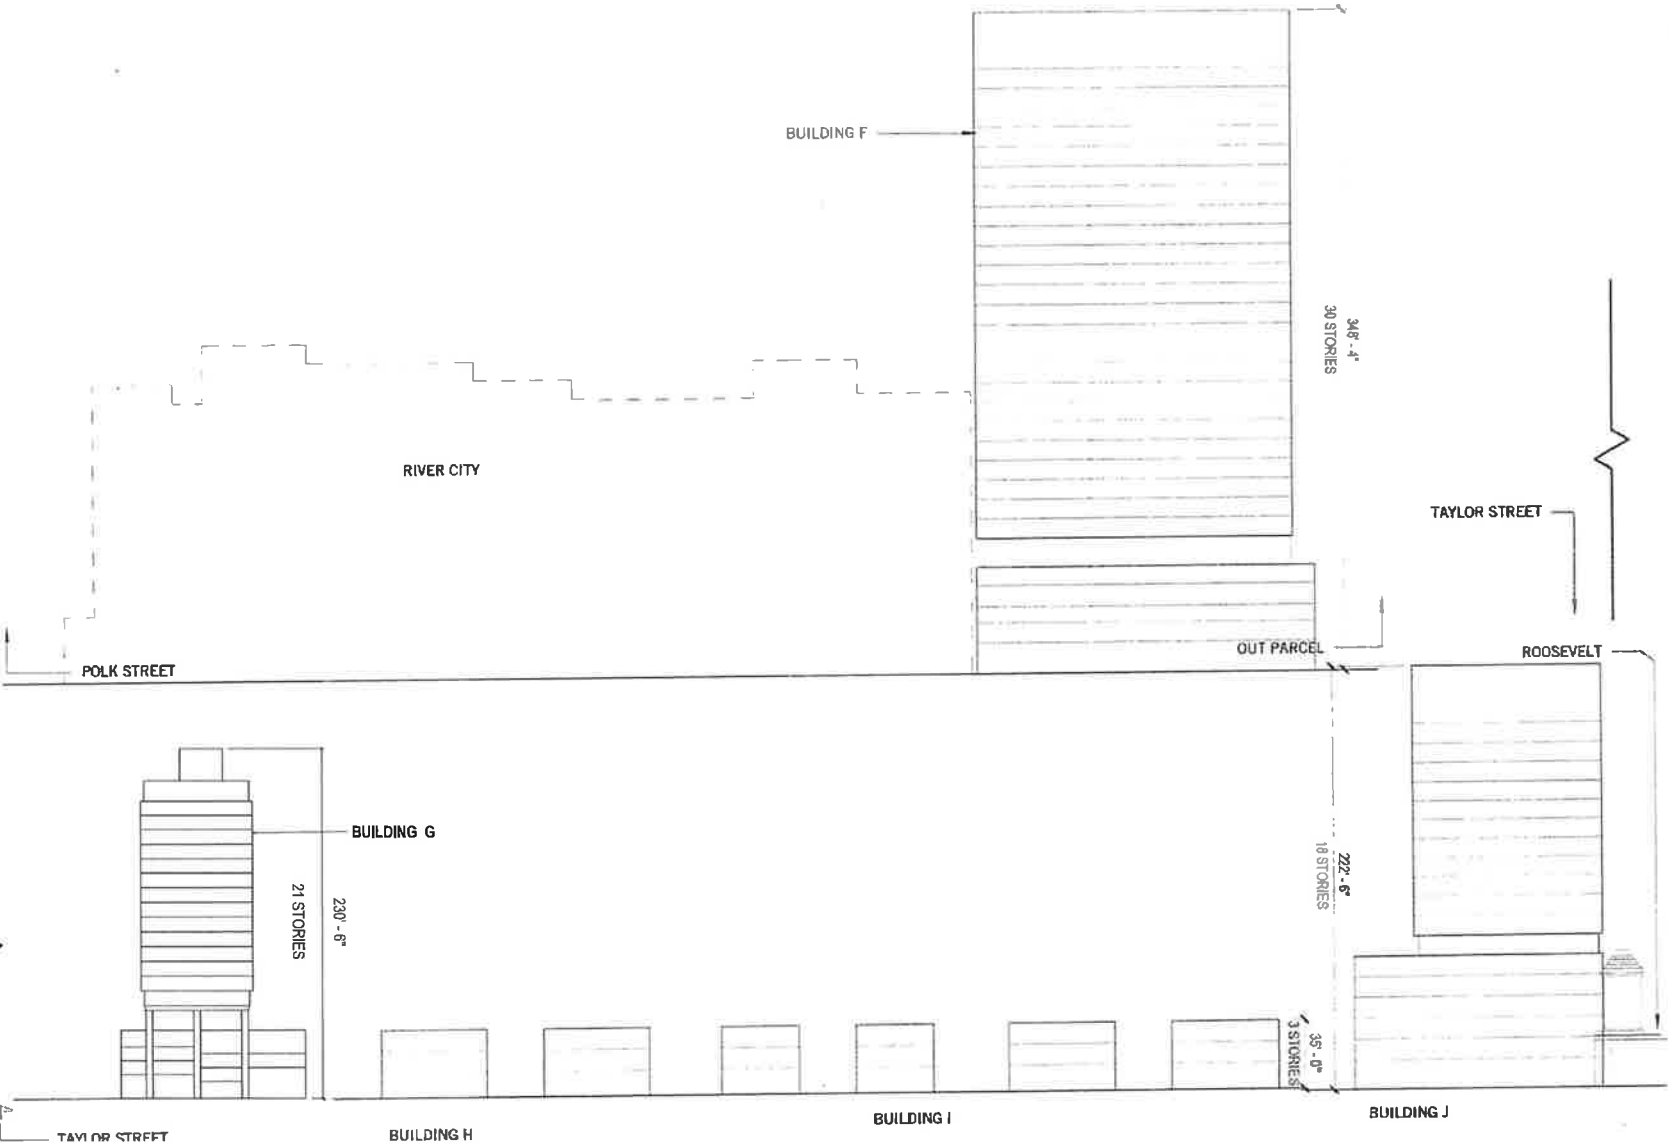 BUILDING F
348' - 4"
30 STORIES
RIVER CITY
TAYLOR STREET
OUT PARCEL
ROOSEVELT
POLK STREET
BUILDING G
230' - 6"
21 STORIES
222' - 6"
18 STORIES
35' - 0"
3 STORIES
BUILDING J
BUILDING I
BUILDING H
TAYLOR STREET